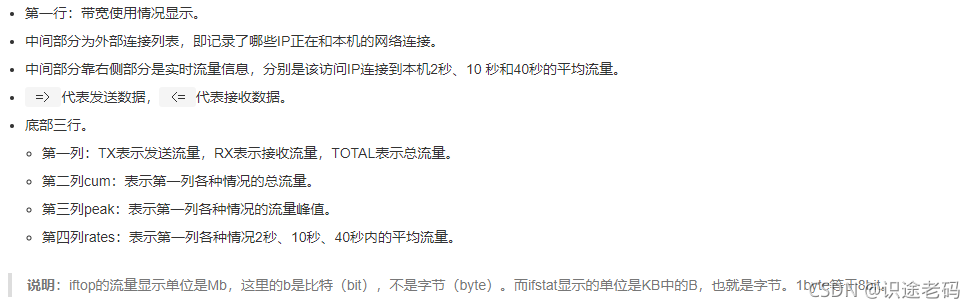 第一行：带宽使用情况显示。
中间部分为外部连接列表，即记录了哪些IP正在和本机的网络连接。
中间部分靠右侧部分是实时流量信息，分别是该访问IP连接到本机2秒、10 秒和40秒的平均流量。
=> 代表发送数据， <= 代表接收数据。
底部三行。
第一列：TX表示发送流量，RX表示接收流量，TOTAL表示总流量。
第二列cum：表示第一列各种情况的总流量。
第三列peak：表示第一列各种情况的流量峰值。
第四列rates：表示第一列各种情况2秒、10秒、40秒内的平均流量。
说明：iftop的流量显示单位是Mb，这里的b是比特（bit），不是字节（byte）。而ifstat显示的单位是KB中的B，也就是字节。1byte等于8bit。
CSDN @识途老码